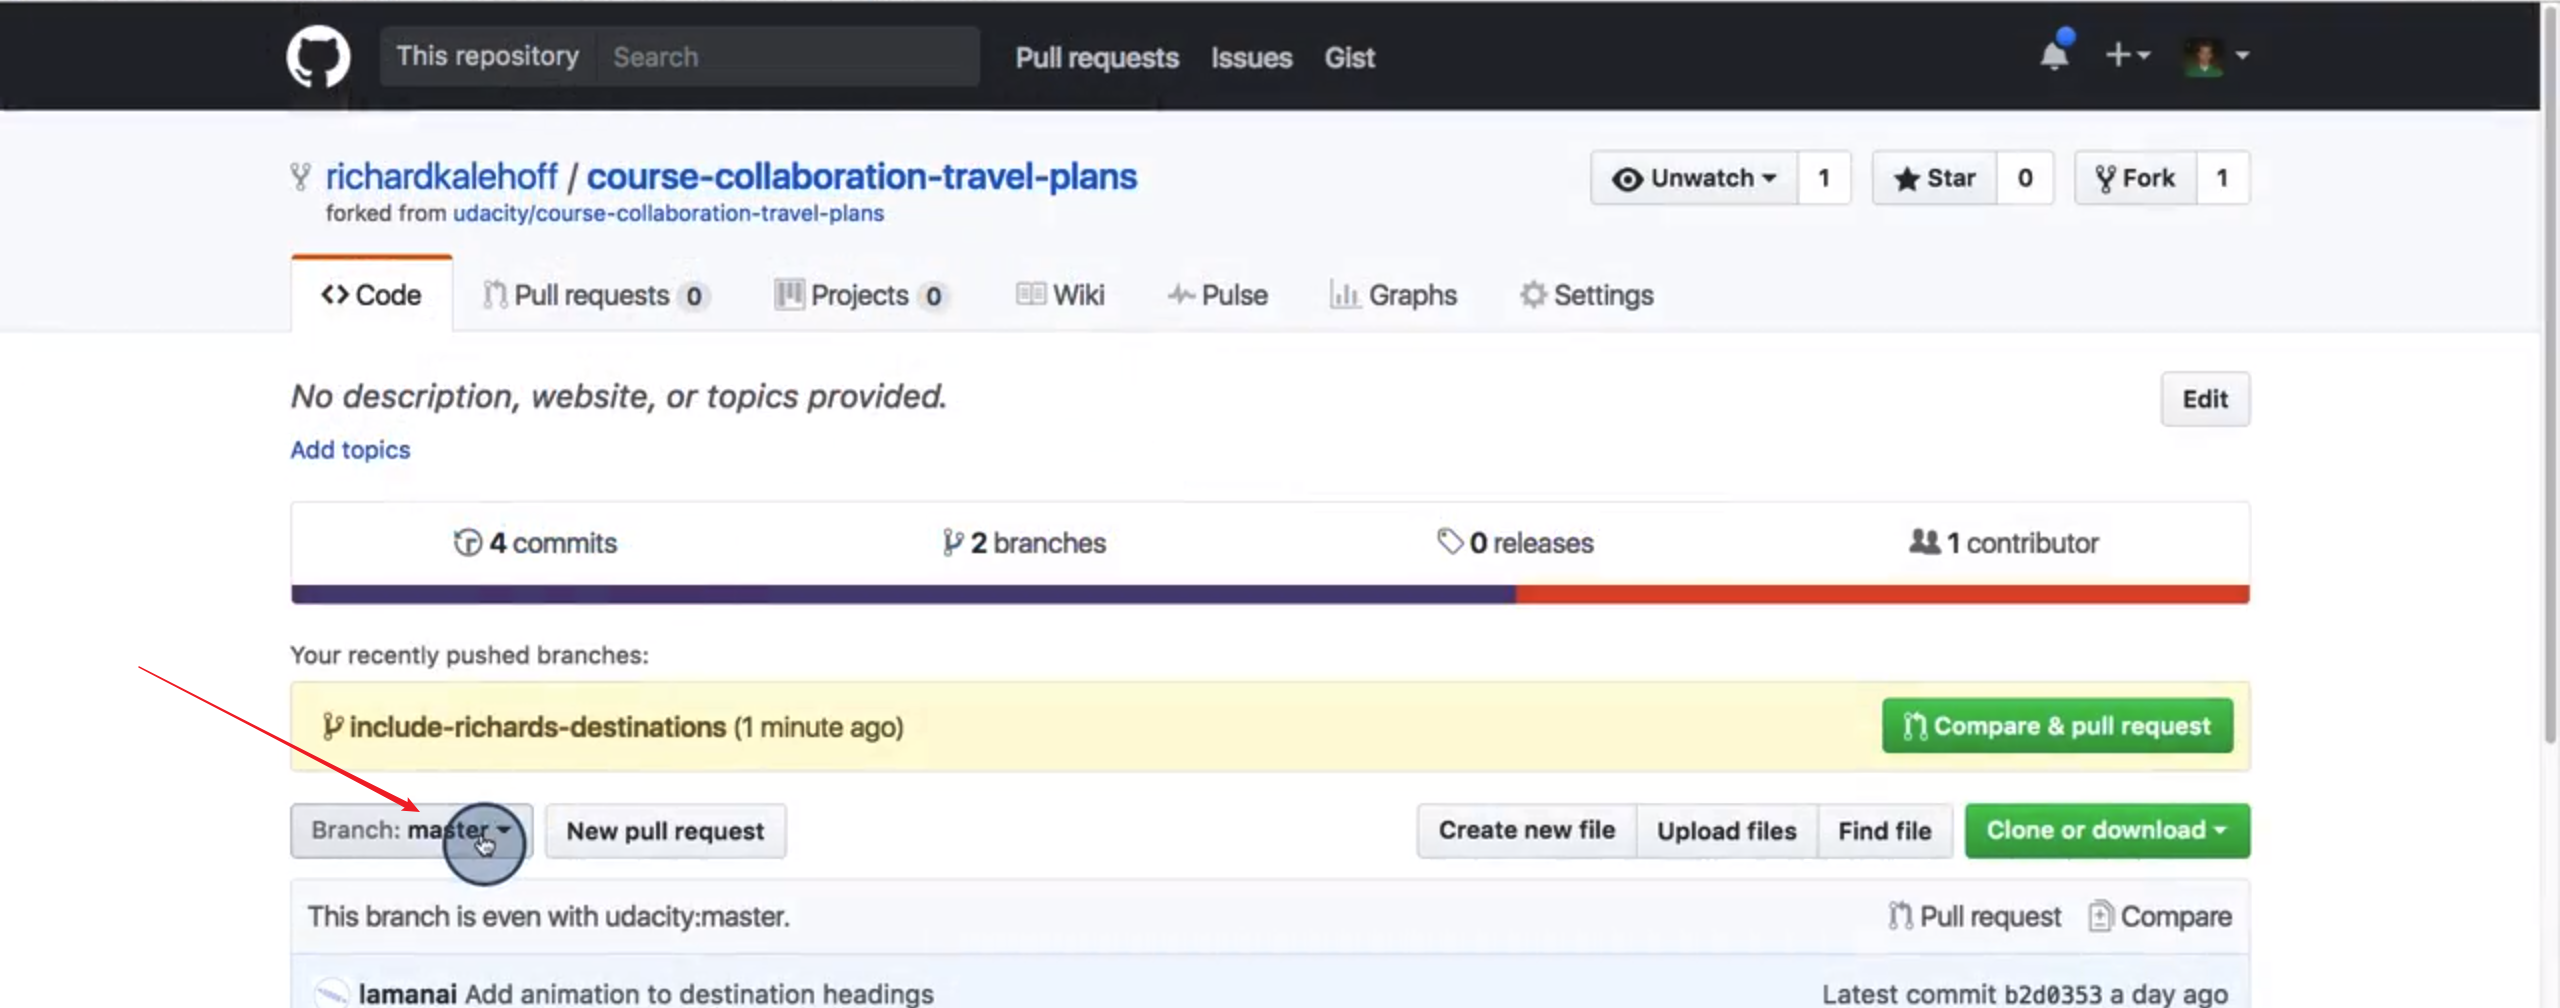 This repository Search Pull requests Issues Gist
richardkalehoff / course-collaboration-travel-plans Unwatch 1 Star 0 Fork 1
forked from udacity/course-collaboration-travel-plans
Code Pull requests 0 Projects 0 Wiki Pulse Graphs Settings
No description, website, or topics provided. Edit
Add topics
4 commits 2 branches 0 releases 1 contributor
Your recently pushed branches:
include-richards-destinations (1 minute ago) Compare & pull request
Branch: master New pull request Create new file Upload files Find file Clone or download
This branch is even with udacity:master. Pull request Compare
lamanai Add animation to destination headings Latest commit b2d0353 a day ago